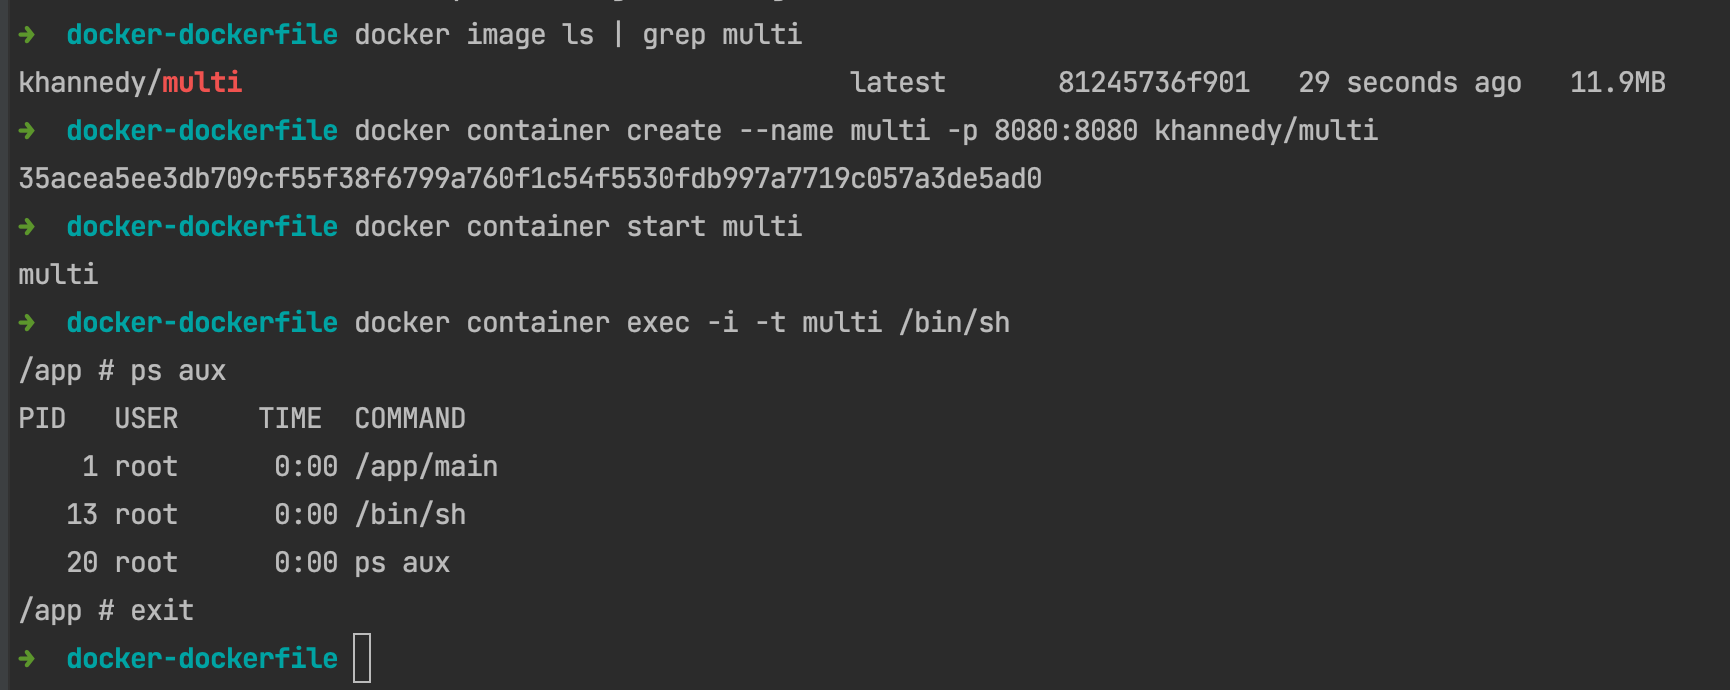 ➜ docker-dockerfile docker image ls | grep multi
khannedy/multi latest 81245736f901 29 seconds ago 11.9MB
➜ docker-dockerfile docker container create --name multi -p 8080:8080 khannedy/multi
35acea5ee3db709cf55f38f6799a760f1c54f5530fdb997a7719c057a3de5ad0
➜ docker-dockerfile docker container start multi
multi
➜ docker-dockerfile docker container exec -i -t multi /bin/sh
/app # ps aux
PID USER TIME COMMAND
1 root 0:00 /app/main
13 root 0:00 /bin/sh
20 root 0:00 ps aux
/app # exit
➜ docker-dockerfile